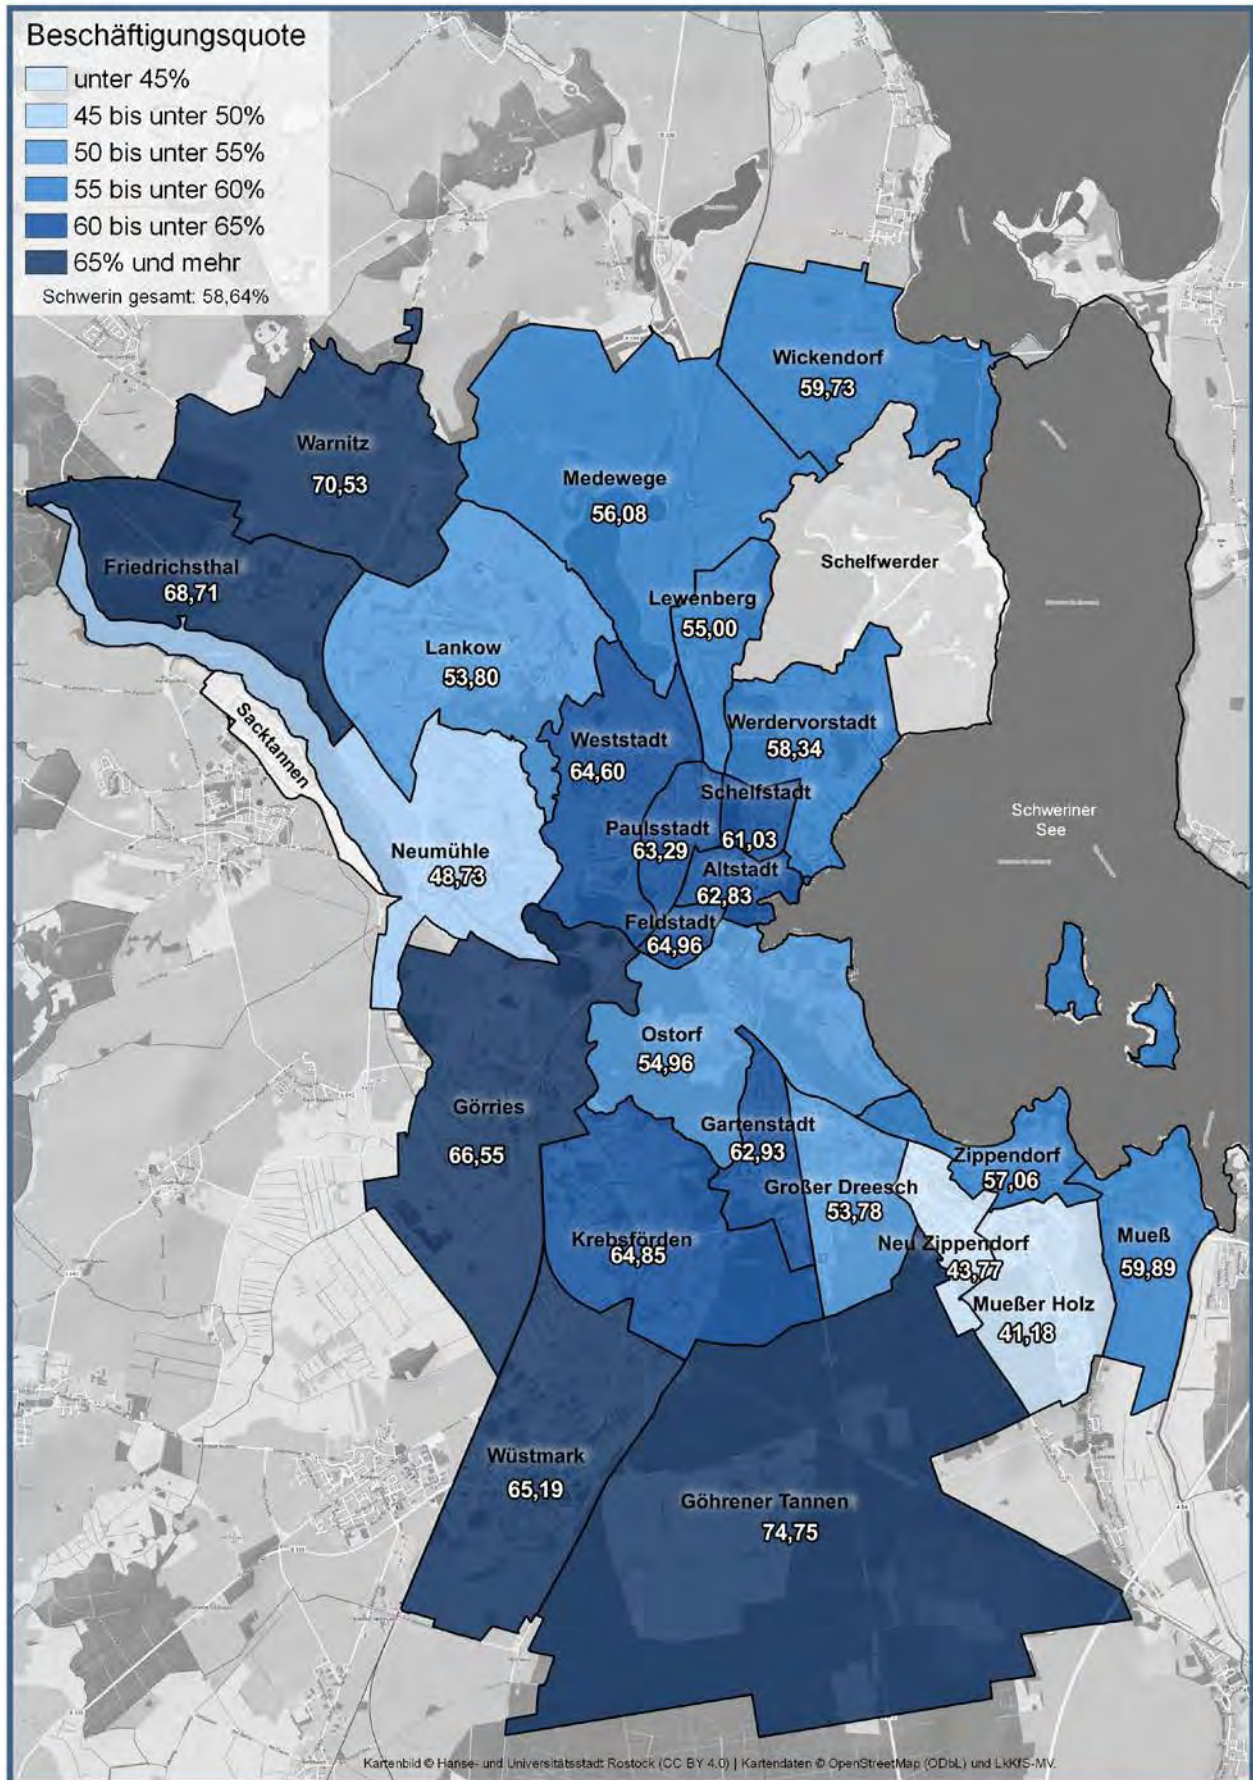 Beschäftigungsquote
unter 45%
45 bis unter 50%
50 bis unter 55%
55 bis unter 60%
60 bis unter 65%
65% und mehr
Schwerin gesamt: 58,64%
Wickendorf
59,73
Warnitz
70,53
Medewege
56,08
Schelfwerder
Friedrichsthal
68,71
Lewenberg
55,00
Lankow
53,80
Sacktannen
Werdervorstadt
58,34
Weststadt
64,60
Schelfstadt
61,03
Schweriner
See
Paulsstadt
63,29
Neumühle
48,73
Altstadt
62,83
Feldstadt
64,96
Ostorf
54,96
Görries
66,55
Gartenstadt
62,93
Zippendorf
57,06
Großer Dreesch
53,78
Krebsförden
64,85
Neu Zippendorf
43,77
Mueß
59,89
Mueßer Holz
41,18
Wüstmark
65,19
Göhrener Tannen
74,75
Kartenbild © Hanse- und Universitätsstadt Rostock (CC BY 4.0) | Kartendaten © OpenStreetMap (ODbL) und LkKfS-MV.